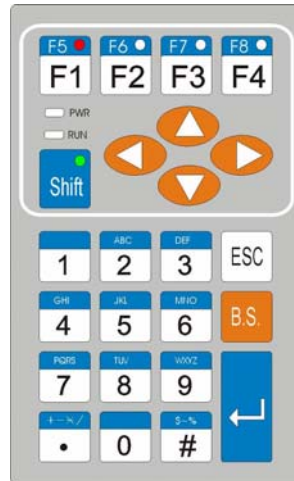 F5 F6 F7 F8
F1 F2 F3 F4
PWR
RUN
Shift
ABC DEF
1 2 3 ESC
GHI JKL MNO
4 5 6 B.S.
PQRS TUV WXYZ
7 8 9
+-×/ $-%
. 0 #